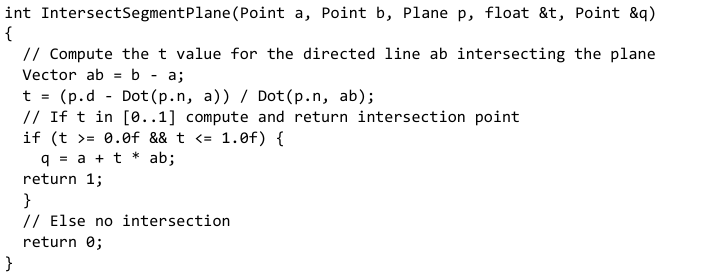 int IntersectSegmentPlane(Point a, Point b, Plane p, float &t, Point &q)
{
  // Compute the t value for the directed line ab intersecting the plane
  Vector ab = b - a;
  t = (p.d - Dot(p.n, a)) / Dot(p.n, ab);
  // If t in [0..1] compute and return intersection point
  if (t >= 0.0f && t <= 1.0f) {
    q = a + t * ab;
  return 1;
  }
  // Else no intersection
  return 0;
}